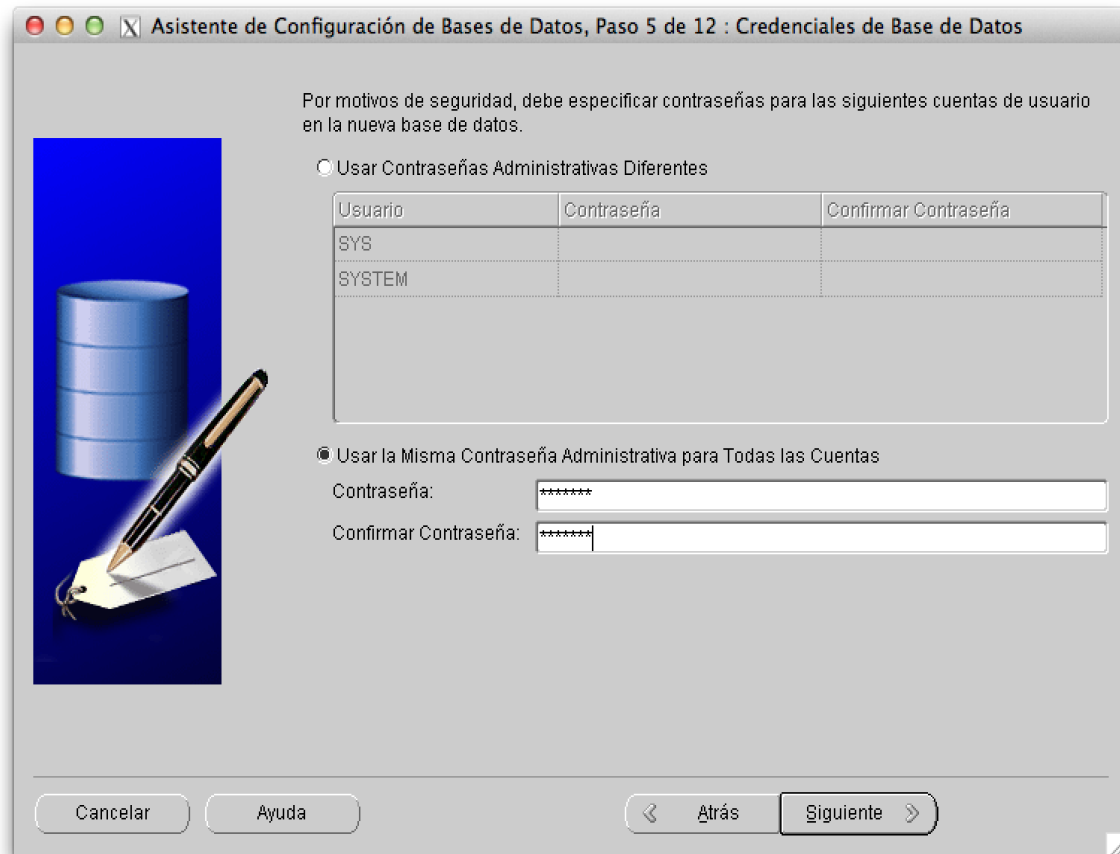 X Asistente de Configuración de Bases de Datos, Paso 5 de 12 : Credenciales de Base de Datos
Por motivos de seguridad, debe especificar contraseñas para las siguientes cuentas de usuario
en la nueva base de datos.
Usar Contraseñas Administrativas Diferentes
Usuario Contraseña Confirmar Contraseña
SYS
SYSTEM
Usar la Misma Contraseña Administrativa para Todas las Cuentas
Contraseña: *******
Confirmar Contraseña: *******
Cancelar Ayuda Atrás Siguiente